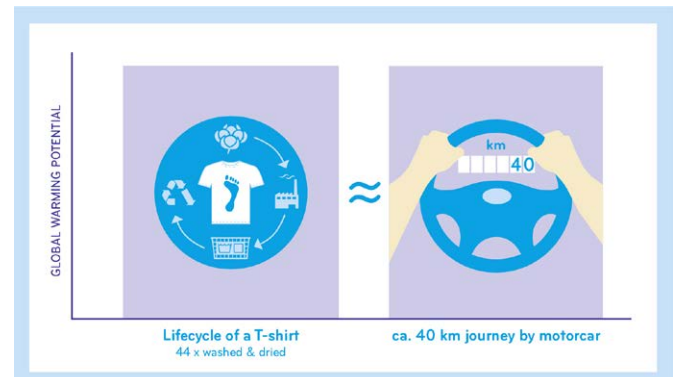 GLOBAL WARMING POTENTIAL
≈
km
40
Lifecycle of a T-shirt
44 x washed & dried
ca. 40 km journey by motorcar